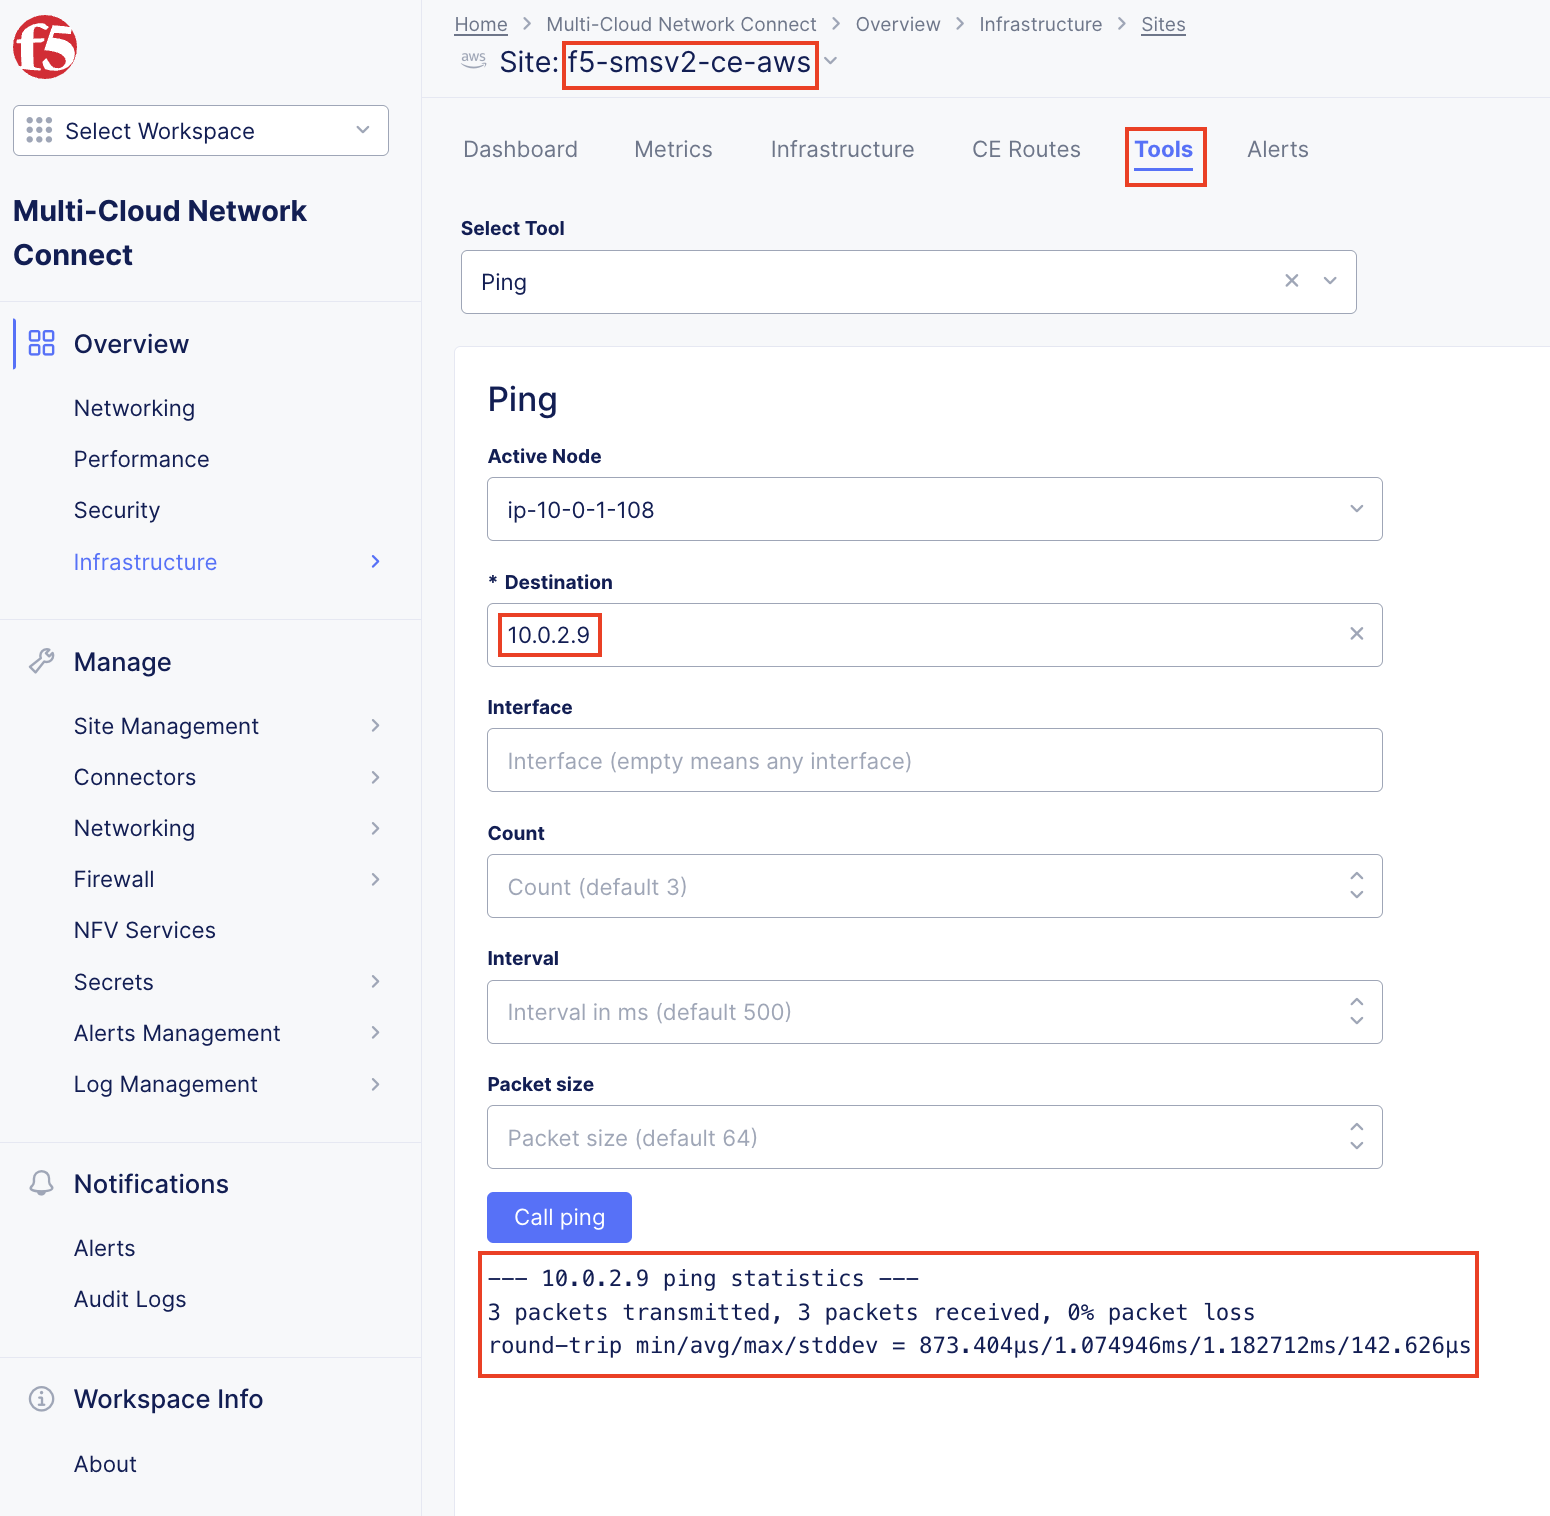 f5
Select Workspace
Multi-Cloud Network
Connect
Overview
Networking
Performance
Security
Infrastructure
Manage
Site Management
Connectors
Networking
Firewall
NFV Services
Secrets
Alerts Management
Log Management
Notifications
Alerts
Audit Logs
Workspace Info
About
Home > Multi-Cloud Network Connect > Overview > Infrastructure > Sites
aws Site: f5-smsv2-ce-aws
Dashboard Metrics Infrastructure CE Routes Tools Alerts
Select Tool
Ping
Ping
Active Node
ip-10-0-1-108
* Destination
10.0.2.9
Interface
Interface (empty means any interface)
Count
Count (default 3)
Interval
Interval in ms (default 500)
Packet size
Packet size (default 64)
Call ping
--- 10.0.2.9 ping statistics ---
3 packets transmitted, 3 packets received, 0% packet loss
round-trip min/avg/max/stddev = 873.404µs/1.074946ms/1.182712ms/142.626µs